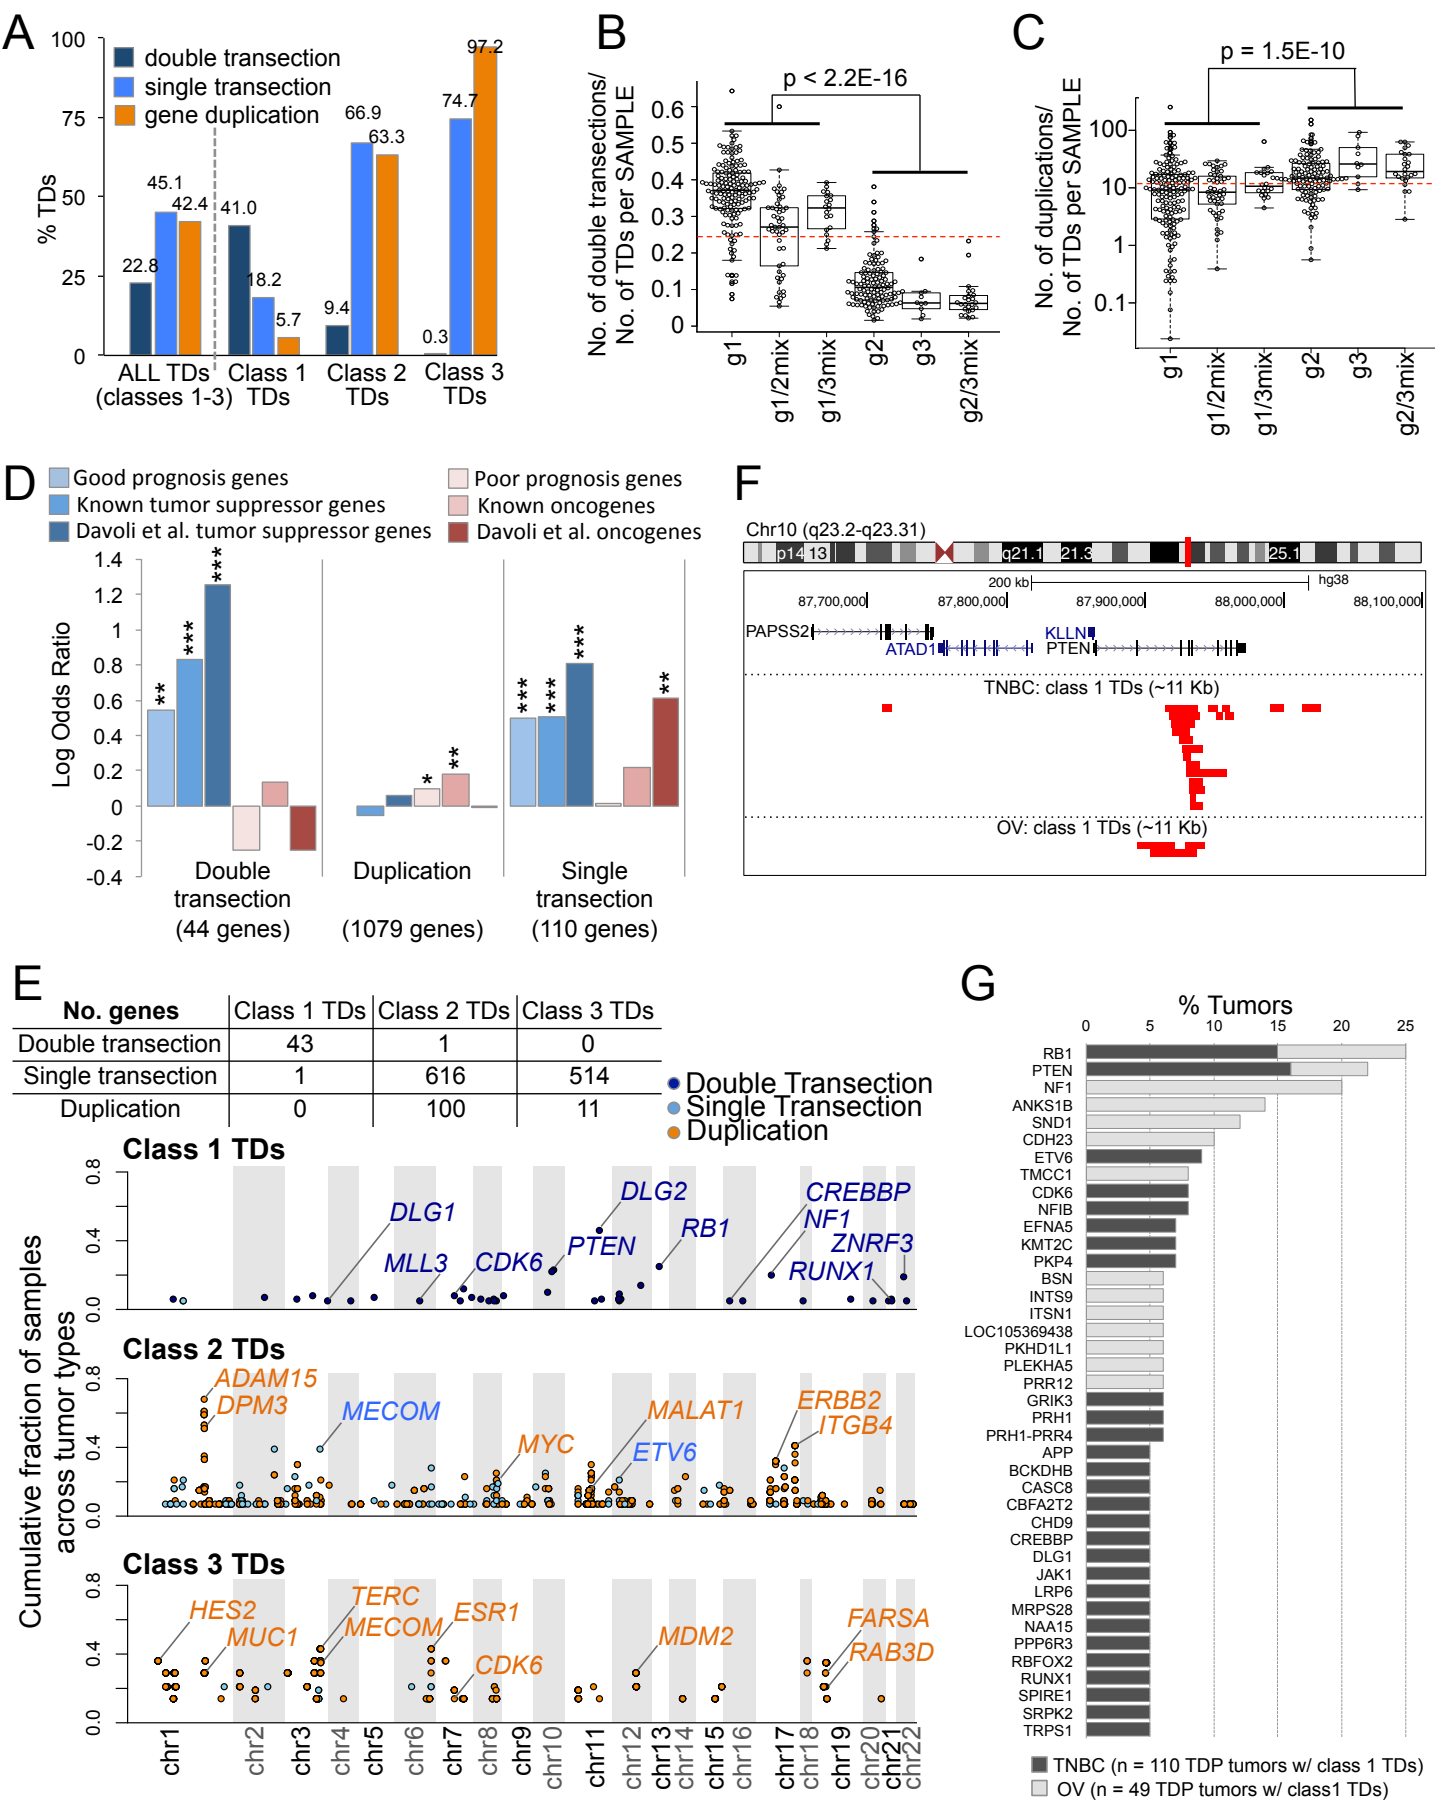 A
100
75
50
25
0
% TDs
double transection
single transection
gene duplication
22.8
45.1
42.4
41.0
18.2
5.7
9.4
66.9
63.3
0.3
74.7
97.2
ALL TDs
(classes 1-3)
Class 1
TDs
Class 2
TDs
Class 3
TDs
B
No. of double transections/
No. of TDs per SAMPLE
p < 2.2E-16
0.6
0.5
0.4
0.3
0.2
0.1
0
g1
g1/2mix
g1/3mix
g2
g3
g2/3mix
C
No. of duplications/
No. of TDs per SAMPLE
p = 1.5E-10
100
10
1
0.1
g1
g1/2mix
g1/3mix
g2
g3
g2/3mix
D
Good prognosis genes
Known tumor suppressor genes
Davoli et al. tumor suppressor genes
Poor prognosis genes
Known oncogenes
Davoli et al. oncogenes
Log Odds Ratio
1.4
1.2
1
0.8
0.6
0.4
0.2
0
-0.2
-0.4
**
***
***
*
**
***
***
***
**
Double
transection
(44 genes)
Duplication
(1079 genes)
Single
transection
(110 genes)
F
Chr10 (q23.2-q23.31)
p14 13 q21.1 21.3 25.1
200 kb hg38
87,700,000 87,800,000 87,900,000 88,000,000 88,100,000
PAPSS2
ATAD1
KLLN
PTEN
TNBC: class 1 TDs (~11 Kb)
OV: class 1 TDs (~11 Kb)
E
No. genes Class 1 TDs Class 2 TDs Class 3 TDs
Double transection 43 1 0
Single transection 1 616 514
Duplication 0 100 11
Double Transection
Single Transection
Duplication
Cumulative fraction of samples
across tumor types
Class 1 TDs
0.8
0.4
0.0
DLG1
MLL3
CDK6
PTEN
DLG2
RB1
CREBBP
NF1
ZNRF3
RUNX1
Class 2 TDs
0.8
0.4
0.0
ADAM15
DPM3
MECOM
MYC
MALAT1
ETV6
ERBB2
ITGB4
Class 3 TDs
0.8
0.4
0.0
HES2
MUC1
TERC
MECOM
ESR1
CDK6
MDM2
FARSA
RAB3D
chr1
chr2
chr3
chr4
chr5
chr6
chr7
chr8
chr9
chr10
chr11
chr12
chr13
chr14
chr15
chr16
chr17
chr18
chr19
chr20
chr21
chr22
G
% Tumors
0 5 10 15 20 25
RB1
PTEN
NF1
ANKS1B
SND1
CDH23
ETV6
TMCC1
CDK6
NFIB
EFNA5
KMT2C
PKP4
BSN
INTS9
ITSN1
LOC105369438
PKHD1L1
PLEKHA5
PRR12
GRIK3
PRH1
PRH1-PRR4
APP
BCKDHB
CASC8
CBFA2T2
CHD9
CREBBP
DLG1
JAK1
LRP6
MRPS28
NAA15
PPP6R3
RBFOX2
RUNX1
SPIRE1
SRPK2
TRPS1
TNBC (n = 110 TDP tumors w/ class 1 TDs)
OV (n = 49 TDP tumors w/ class1 TDs)